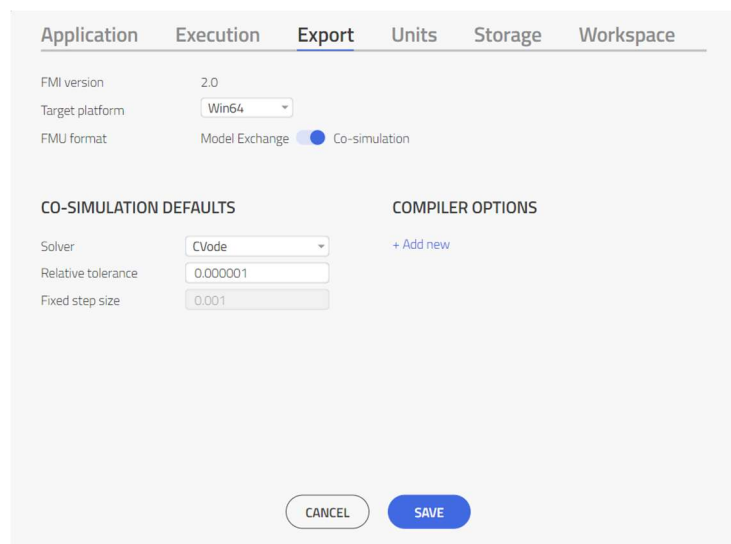 Application Execution Export Units Storage Workspace
FMI version 2.0
Target platform Win64
FMU format Model Exchange Co-simulation
CO-SIMULATION DEFAULTS COMPILER OPTIONS
Solver CVode + Add new
Relative tolerance 0.000001
Fixed step size 0.001
CANCEL SAVE